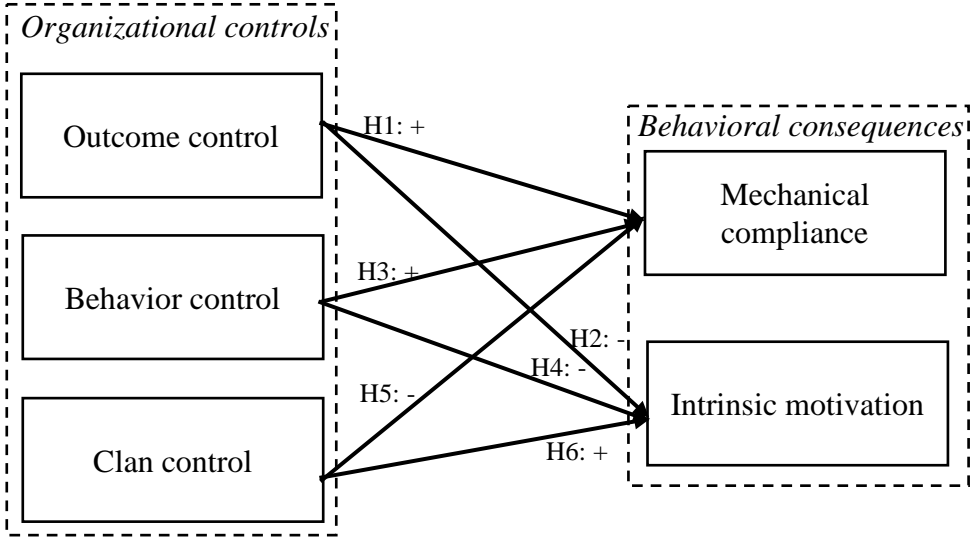 Organizational controls
Outcome control
H1: +
Behavioral consequences
Mechanical
compliance
Behavior control
H3: +
H2: -
H4: -
H5: -
Intrinsic motivation
Clan control
H6: +